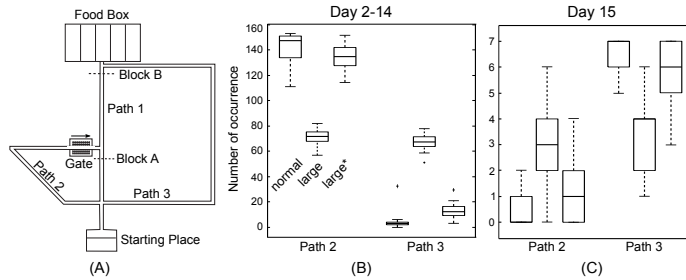 Food Box
Block B
Path 1
Gate
Block A
Path 2
Path 3
Starting Place
(A)
Day 2-14
Number of occurrence
160
140
120
100
80
60
40
20
0
normal
large
large*
Path 2
Path 3
(B)
Day 15
7
6
5
4
3
2
1
0
Path 2
Path 3
(C)